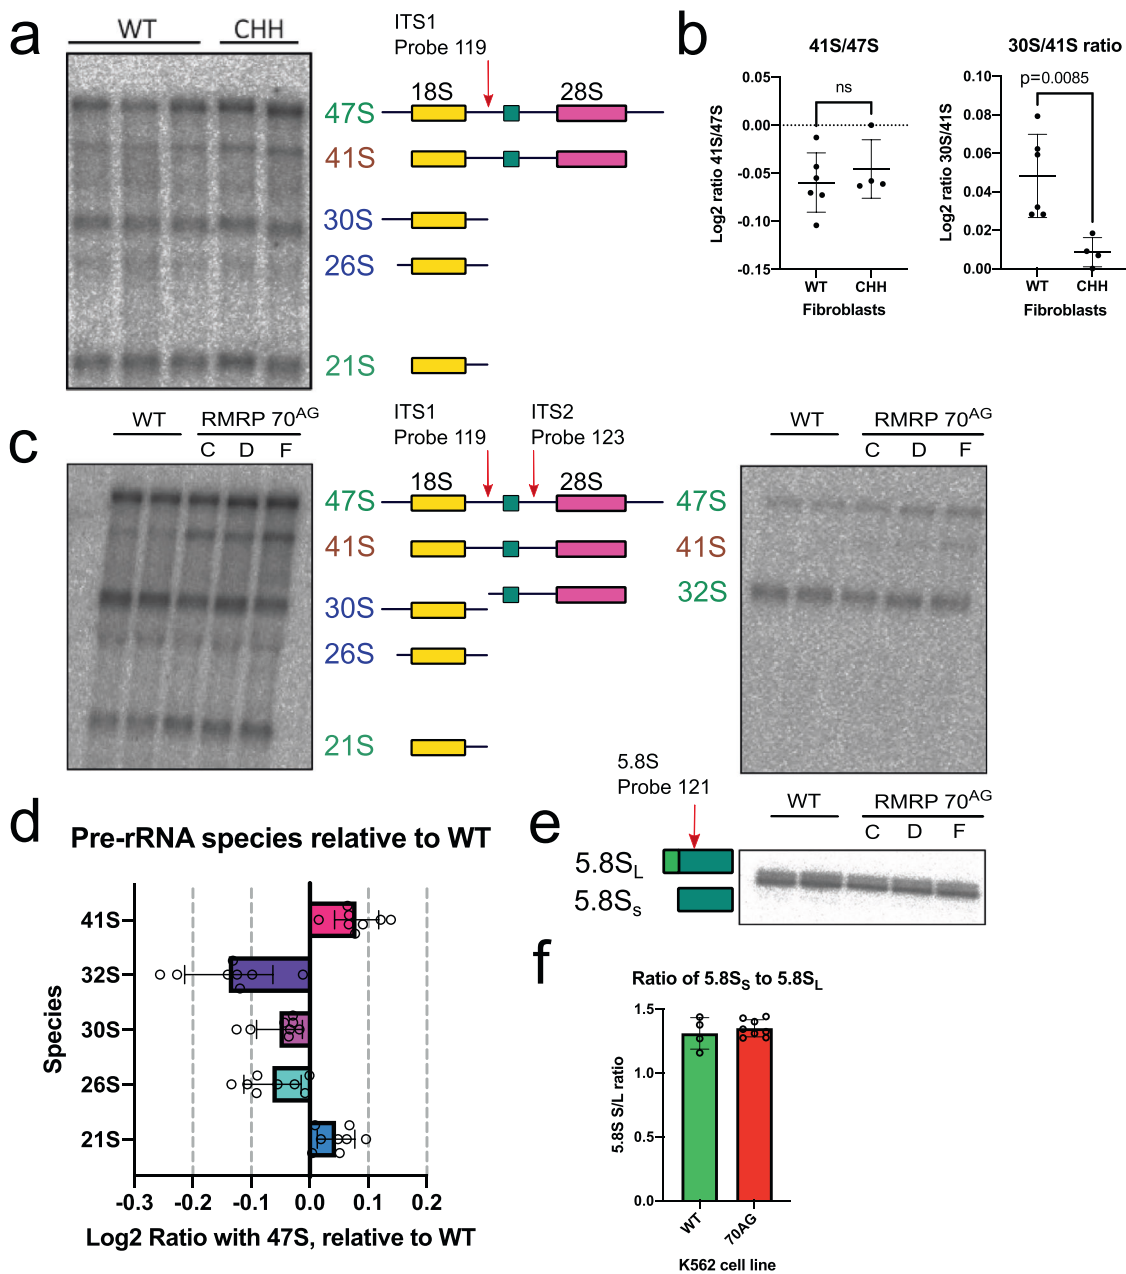 a
WT
CHH
ITS1
Probe 119
18S
28S
47S
41S
30S
26S
21S
b
41S/47S
Log2 ratio 41S/47S
0.05
0.00
-0.05
-0.10
-0.15
ns
WT
CHH
Fibroblasts
30S/41S ratio
Log2 ratio 30S/41S
0.10
0.08
0.06
0.04
0.02
0.00
p=0.0085
WT
CHH
Fibroblasts
c
WT
RMRP 70AG
C D F
ITS1
Probe 119
ITS2
Probe 123
18S
28S
47S
41S
30S
26S
21S
47S
41S
32S
WT
RMRP 70AG
C D F
d
Pre-rRNA species relative to WT
Species
41S
32S
30S
26S
21S
-0.3 -0.2 -0.1 0.0 0.1 0.2
Log2 Ratio with 47S, relative to WT
e
5.8S
Probe 121
WT
RMRP 70AG
C D F
5.8SL
5.8Ss
f
Ratio of 5.8SS to 5.8SL
5.8S S/L ratio
1.5
1.0
0.5
0.0
WT
70AG
K562 cell line